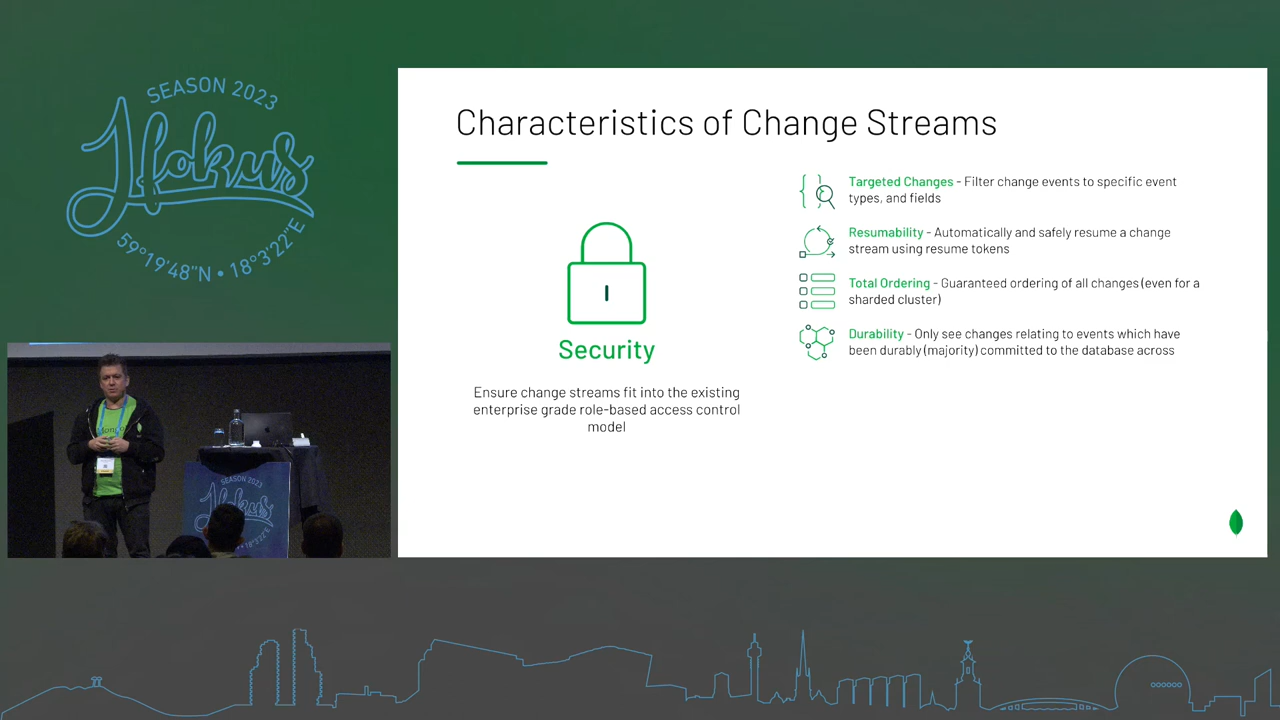 SEASON 2023
Jfokus
59°19'48"N • 18°3'22"E
Characteristics of Change Streams
Targeted Changes - Filter change events to specific event
types, and fields
Resumability - Automatically and safely resume a change
stream using resume tokens
Total Ordering - Guaranteed ordering of all changes (even for a
sharded cluster)
Durability - Only see changes relating to events which have
been durably (majority) committed to the database across
Security
Ensure change streams fit into the existing
enterprise grade role-based access control
model
SEASON 2023
Jfokus